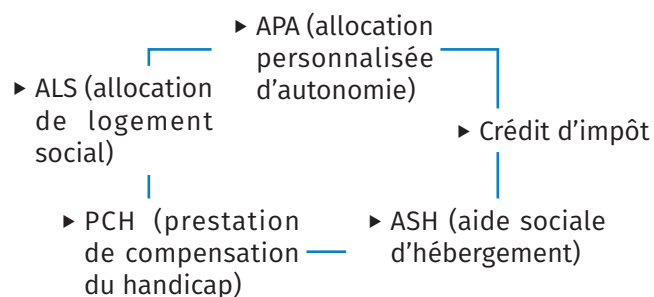 ▸ APA (allocation
personnalisée
d’autonomie)
▸ ALS (allocation
de logement
social)
▸ Crédit d’impôt
▸ PCH (prestation
de compensation
du handicap)
▸ ASH (aide sociale
d’hébergement)